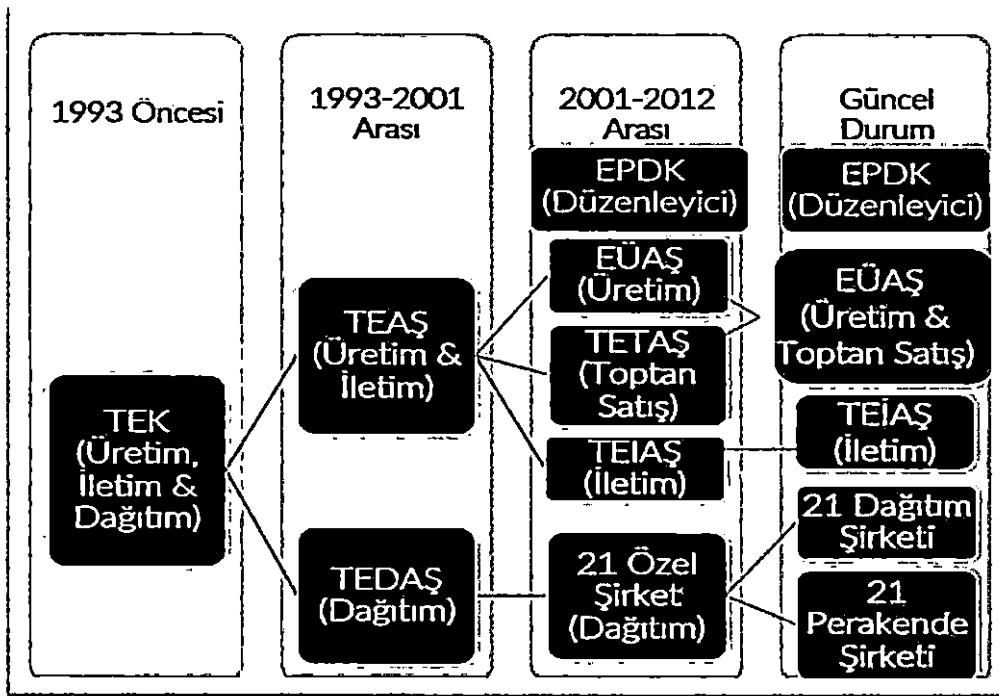 1993 Öncesi
TEK
(Üretim,
İletim &
Dağıtım)
1993-2001
Arası
TEAŞ
(Üretim &
İletim)
TEDAŞ
(Dağıtım)
2001-2012
Arası
EPDK
(Düzenleyici)
EÜAŞ
(Üretim)
TETAŞ
(Toptan
Satış)
TEİAŞ
(İletim)
21 Özel
Şirket
(Dağıtım)
Güncel
Durum
EPDK
(Düzenleyici)
EÜAŞ
(Üretim &
Toptan Satış)
TEİAŞ
(İletim)
21 Dağıtım
Şirketi
21
Perakende
Şirketi